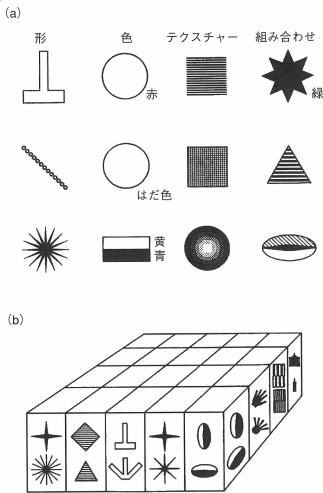 (a)
形 色 テクスチャー 組み合わせ
赤 緑
はだ色
黄
青
(b)